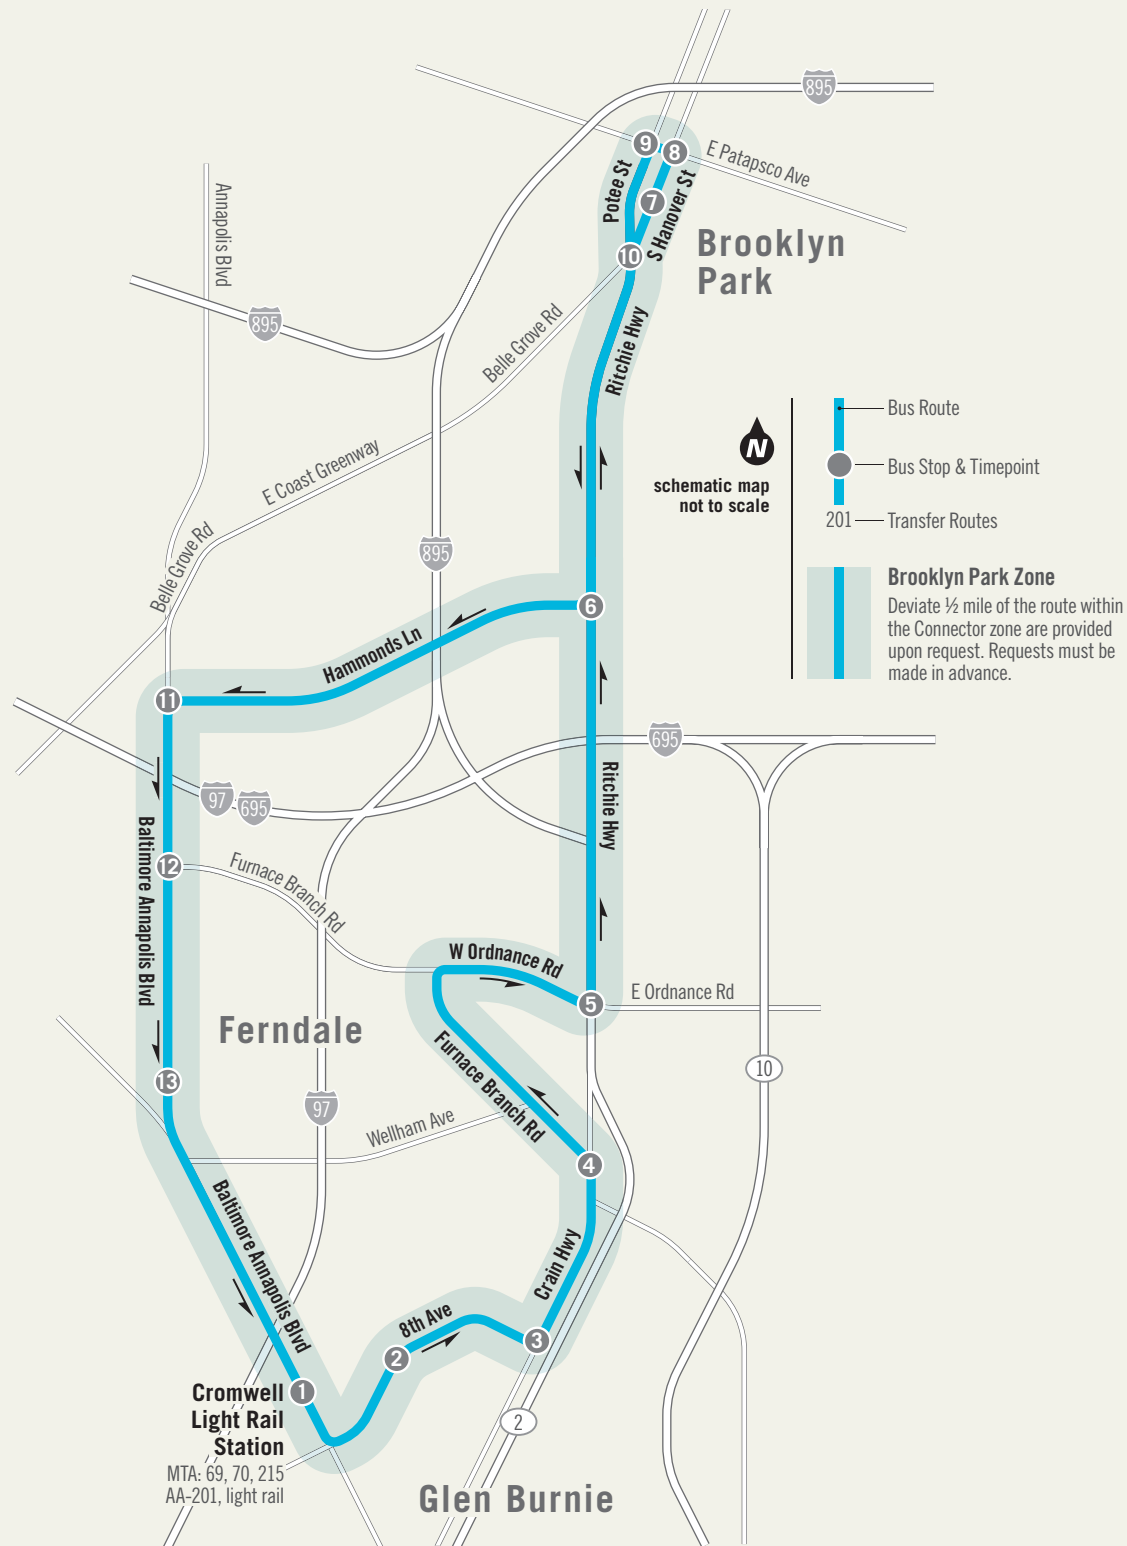 895
9
8
E Patapsco Ave
Potee St
7
S Hanover St
Annapolis Blvd
10
Brooklyn
Park
895
Belle Grove Rd
Ritchie Hwy
Bus Route
N
E Coast Greenway
schematic map
not to scale
Bus Stop & Timepoint
201
Transfer Routes
Belle Grove Rd
895
Brooklyn Park Zone
Deviate ½ mile of the route within
the Connector zone are provided
upon request. Requests must be
made in advance.
6
Hammonds Ln
11
695
97
695
Ritchie Hwy
Baltimore Annapolis Blvd
12
Furnace Branch Rd
W Ordnance Rd
5
E Ordnance Rd
Ferndale
Furnace Branch Rd
10
13
97
Wellham Ave
4
Baltimore Annapolis Blvd
Crain Hwy
8th Ave
3
2
Cromwell
Light Rail
Station
1
MTA: 69, 70, 215
AA-201, light rail
2
Glen Burnie